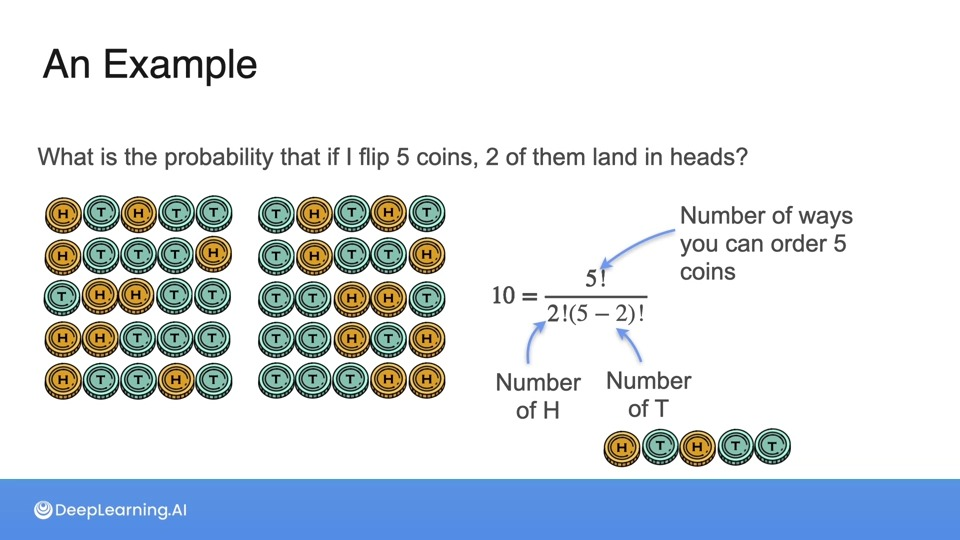 An Example
What is the probability that if I flip 5 coins, 2 of them land in heads?
H T H T T
H T T T H
T H H T T
H H T T T
H T T H T
T H T H T
T H T T H
T T H H T
T T H T H
T T T H H
10 = 5! / 2!(5 − 2)!
Number of ways
you can order 5
coins
Number
of H
Number
of T
H T H T T
DeepLearning.AI